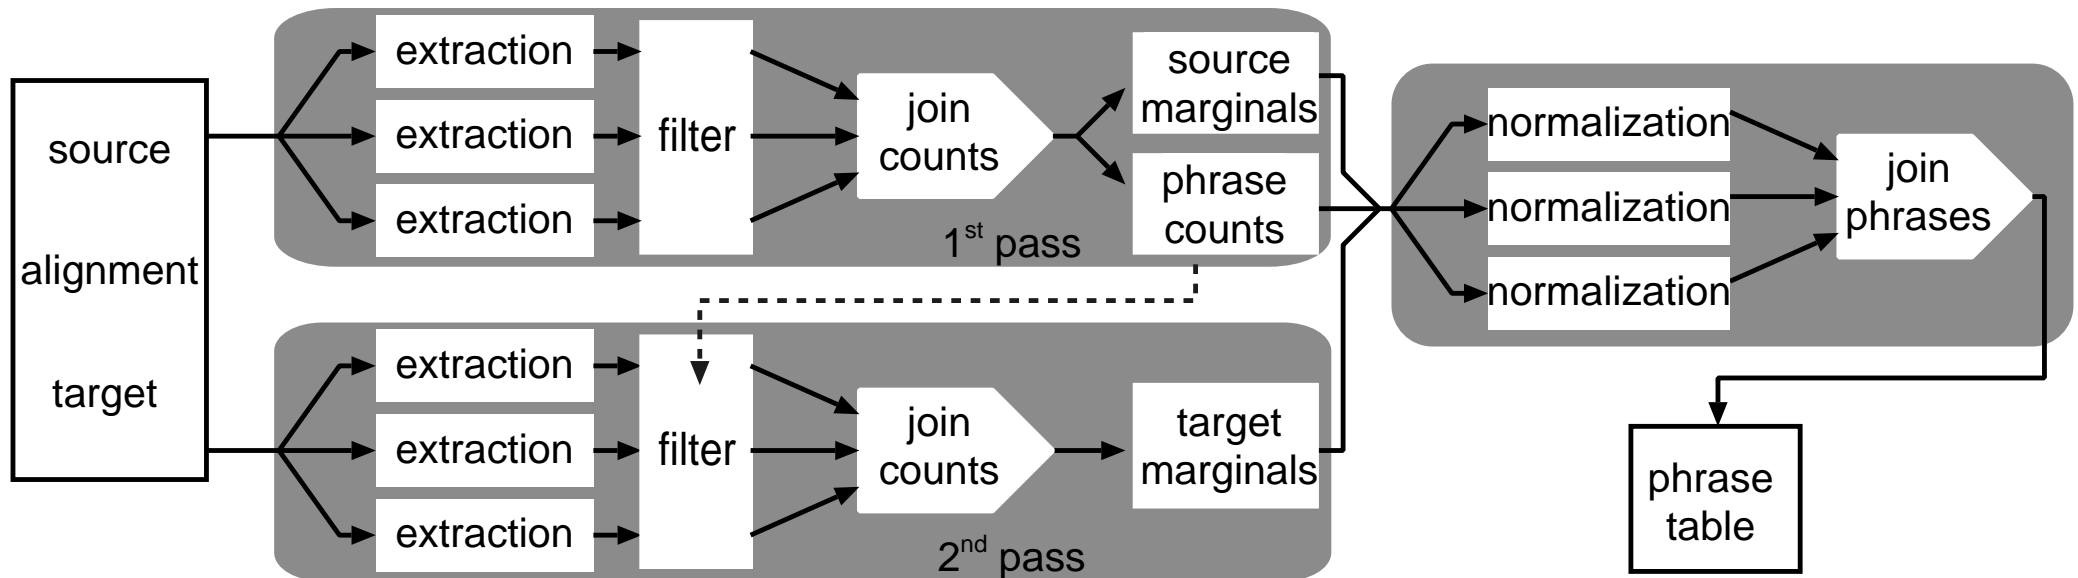 source
alignment
target
extraction
extraction
extraction
filter
join
counts
source
marginals
phrase
counts
1st pass
extraction
extraction
extraction
filter
join
counts
target
marginals
2nd pass
normalization
normalization
normalization
join
phrases
phrase
table